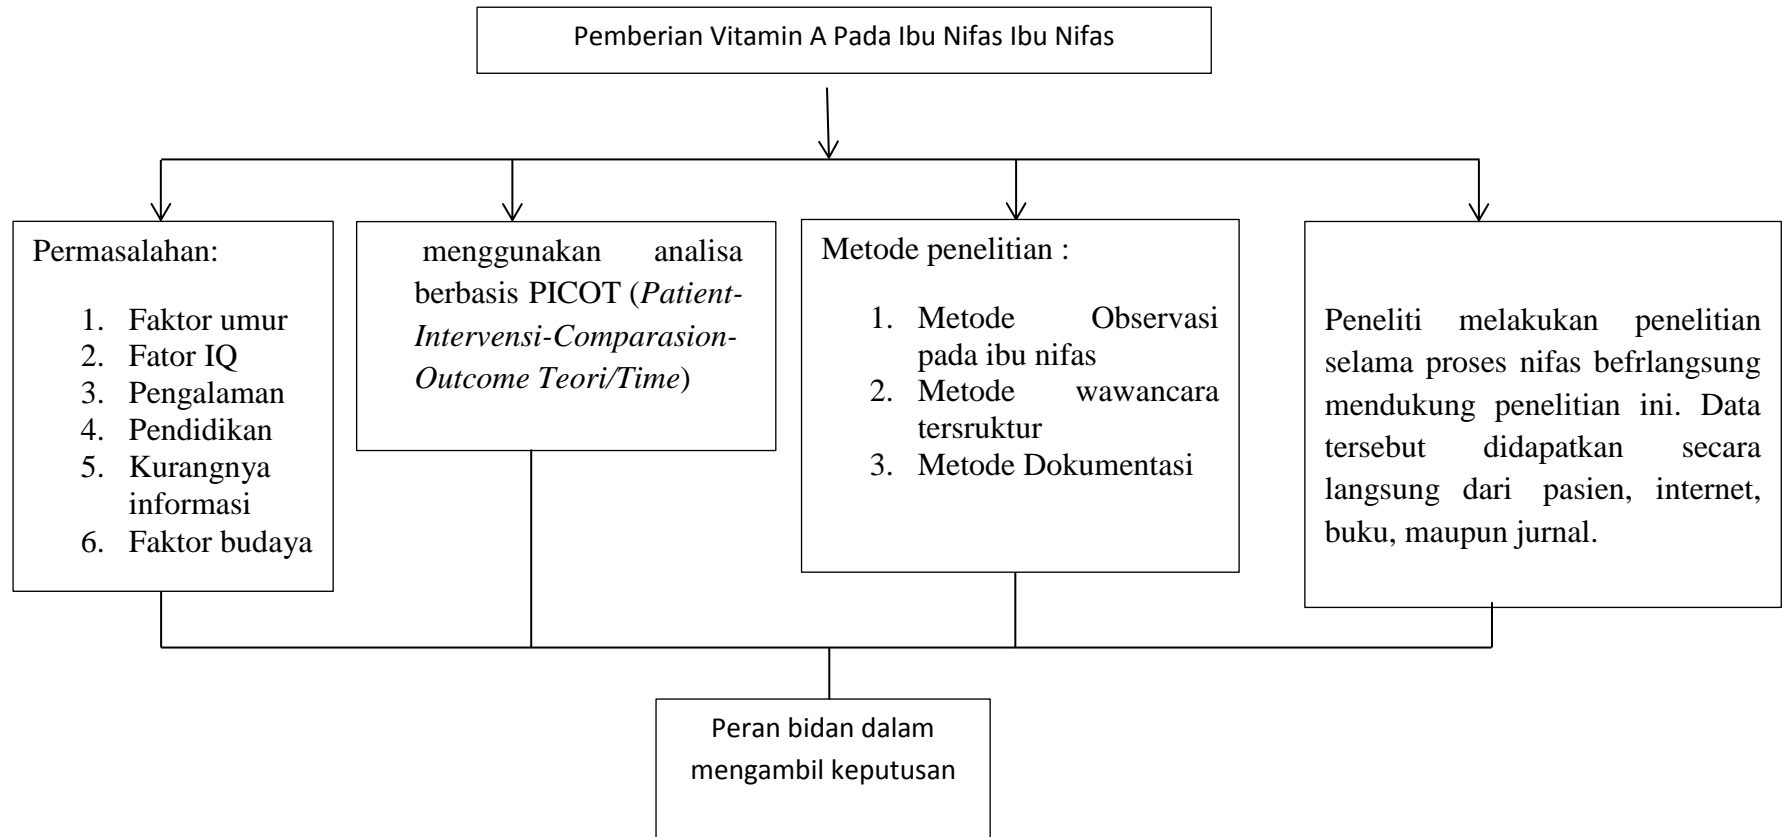 Pemberian Vitamin A Pada Ibu Nifas Ibu Nifas
Permasalahan:
1. Faktor umur
2. Fator IQ
3. Pengalaman
4. Pendidikan
5. Kurangnya
informasi
6. Faktor budaya
menggunakan analisa
berbasis PICOT (Patient-
Intervensi-Comparasion-
Outcome Teori/Time)
Metode penelitian :
1. Metode Observasi
pada ibu nifas
2. Metode wawancara
tersruktur
3. Metode Dokumentasi
Peneliti melakukan penelitian
selama proses nifas befrlangsung
mendukung penelitian ini. Data
tersebut didapatkan secara
langsung dari pasien, internet,
buku, maupun jurnal.
Peran bidan dalam
mengambil keputusan